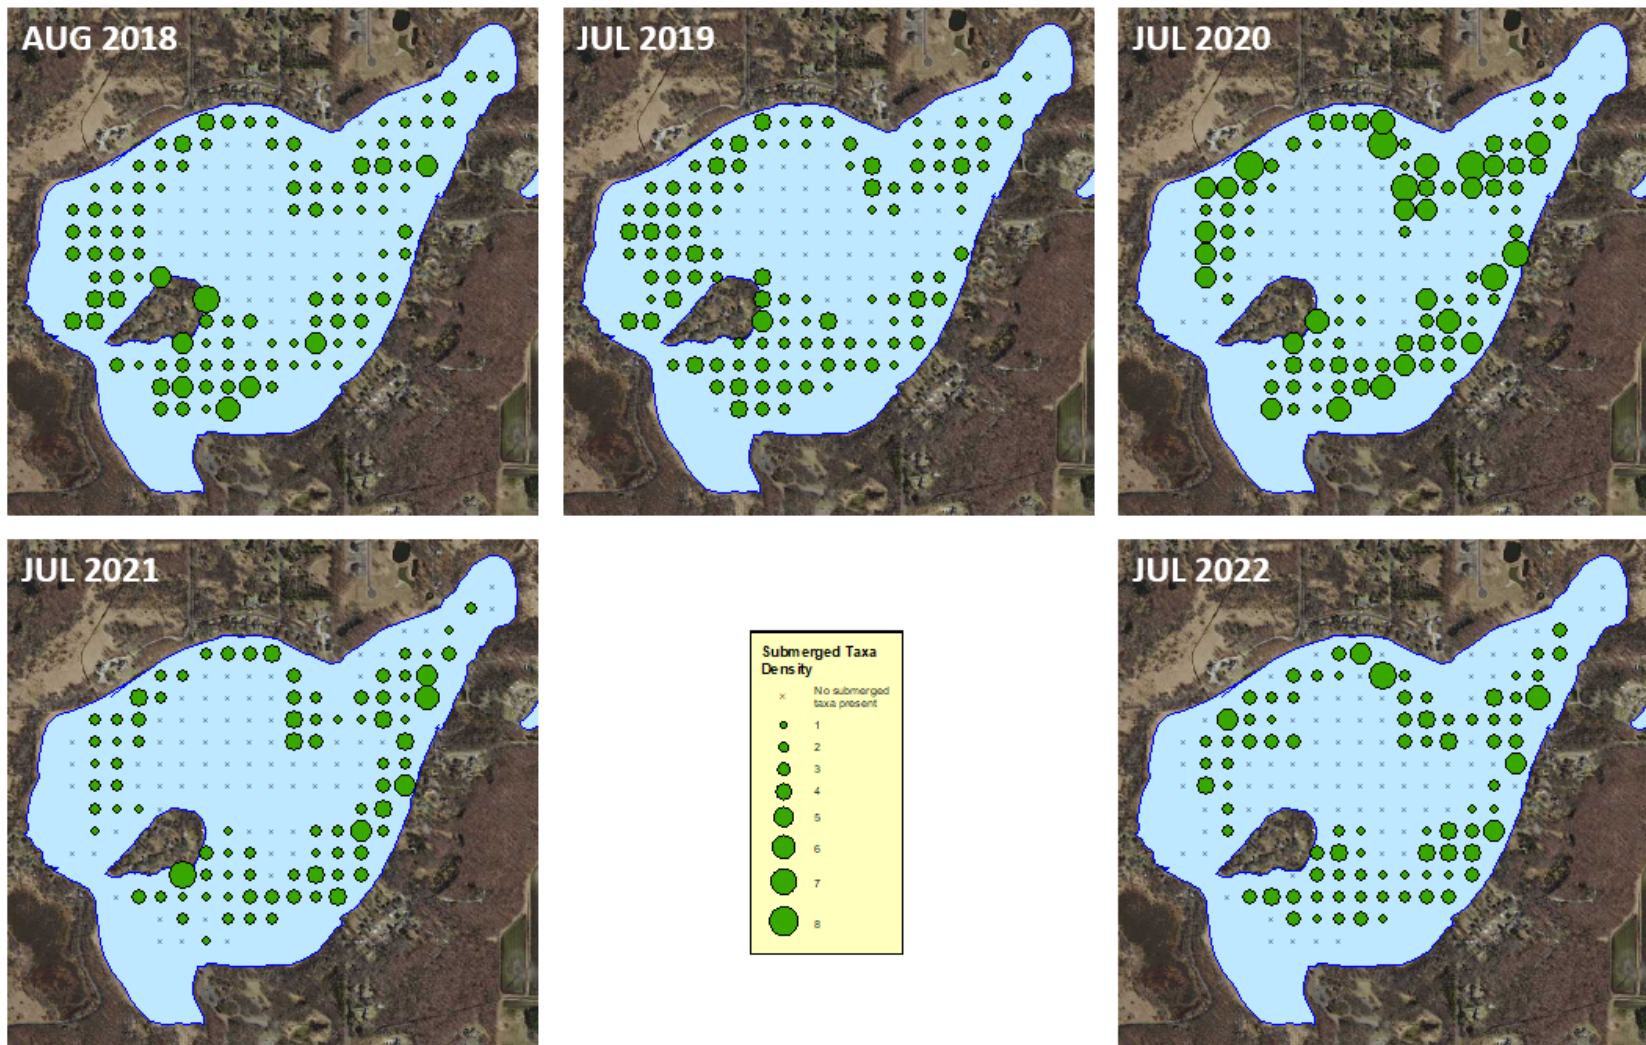 AUG 2018
JUL 2019
JUL 2020
JUL 2021
JUL 2022
Submerged Taxa
Density
No submerged
taxa present
1
2
3
4
5
6
7
8